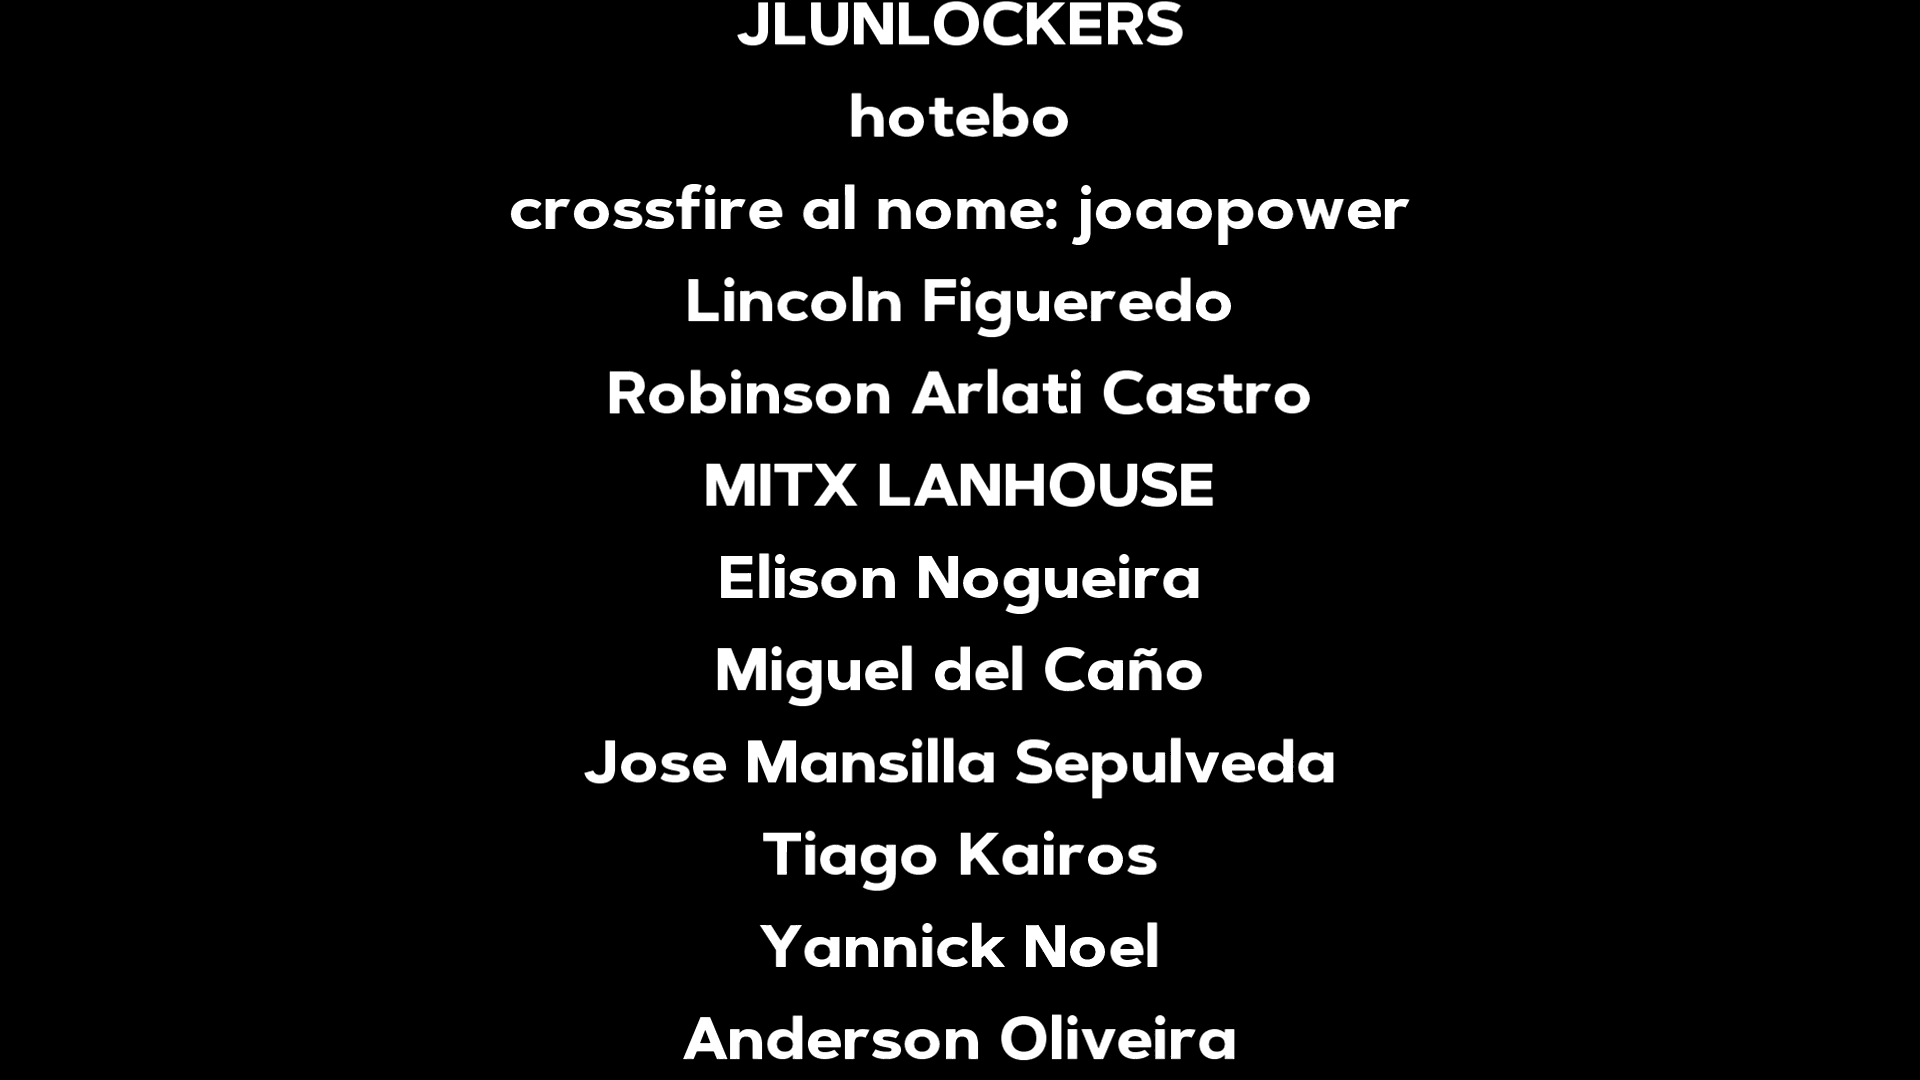 JLUNLOCKERS
hotebo
crossfire al nome: joaopower
Lincoln Figueredo
Robinson Arlati Castro
MITX LANHOUSE
Elison Nogueira
Miguel del Caño
Jose Mansilla Sepulveda
Tiago Kairos
Yannick Noel
Anderson Oliveira